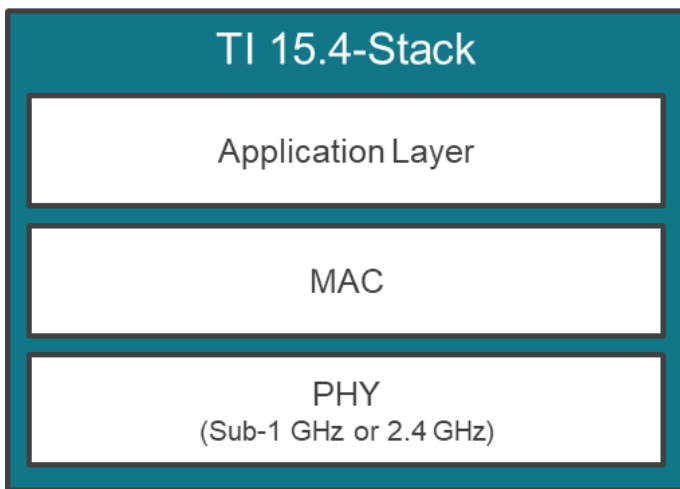 TI 15.4-Stack
Application Layer
MAC
PHY
(Sub-1 GHz or 2.4 GHz)